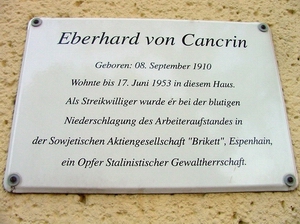 Eberhard von Cancrin
Geboren: 08. September 1910
Wohnte bis 17. Juni 1953 in diesem Haus.
Als Streikwilliger wurde er bei der blutigen
Niederschlagung des Arbeiteraufstandes in
der Sowjetischen Aktiengesellschaft "Brikett", Espenhain,
ein Opfer Stalinistischer Gewaltherrschaft.